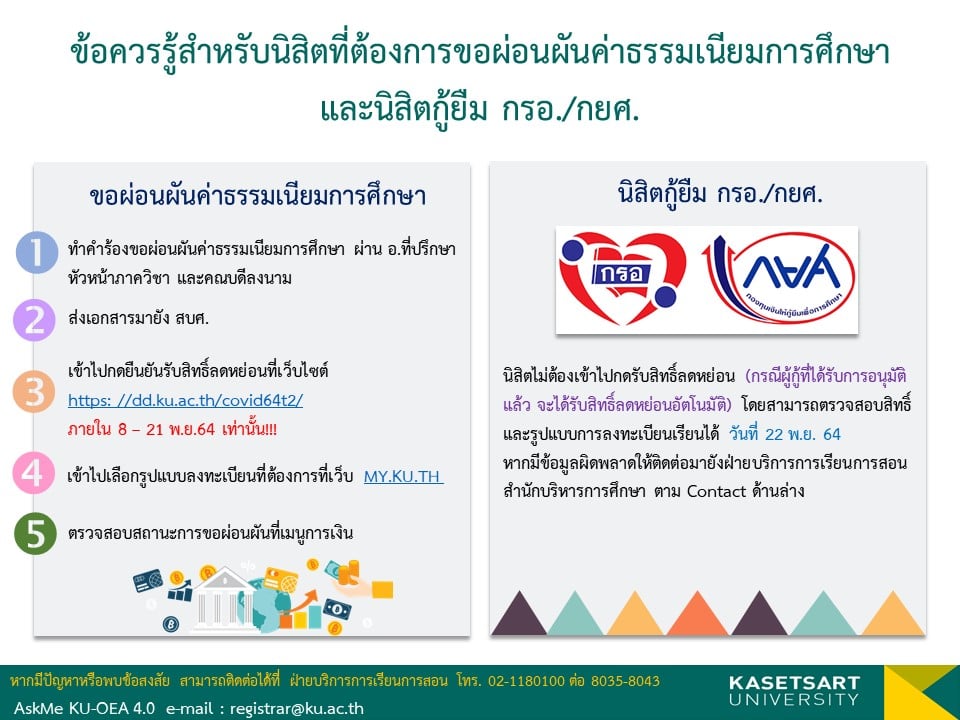 ข้อควรรู้สำหรับนิสิตที่ต้องการขอผ่อนผันค่าธรรมเนียมการศึกษา
และนิสิตกู้ยืม กรอ./กยศ.
ขอผ่อนผันค่าธรรมเนียมการศึกษา
1
ทำคำร้องขอผ่อนผันค่าธรรมเนียมการศึกษา ผ่าน อ.ที่ปรึกษา
หัวหน้าภาควิชา และคณบดีลงนาม
2
ส่งเอกสารมายัง สบศ.
3
เข้าไปกดยืนยันรับสิทธิ์ลดหย่อนที่เว็บไซต์
https: //dd.ku.ac.th/covid64t2/
ภายใน 8 – 21 พ.ย.64 เท่านั้น!!!
4
เข้าไปเลือกรูปแบบลงทะเบียนที่ต้องการที่เว็บ MY.KU.TH
5
ตรวจสอบสถานะการขอผ่อนผันที่เมนูการเงิน
นิสิตกู้ยืม กรอ./กยศ.
กรอ
กยศ
กองทุนเงินให้กู้ยืมเพื่อการศึกษา
นิสิตไม่ต้องเข้าไปกดรับสิทธิ์ลดหย่อน (กรณีผู้กู้ที่ได้รับการอนุมัติ
แล้ว จะได้รับสิทธิ์ลดหย่อนอัตโนมัติ) โดยสามารถตรวจสอบสิทธิ์
และรูปแบบการลงทะเบียนเรียนได้ วันที่ 22 พ.ย. 64
หากมีข้อมูลผิดพลาดให้ติดต่อมายังฝ่ายบริการการเรียนการสอน
สำนักบริหารการศึกษา ตาม Contact ด้านล่าง
หากมีปัญหาหรือพบข้อสงสัย สามารถติดต่อได้ที่ ฝ่ายบริการการเรียนการสอน โทร. 02-1180100 ต่อ 8035-8043
AskMe KU-OEA 4.0 e-mail : registrar@ku.ac.th
KASETSART
UNIVERSITY